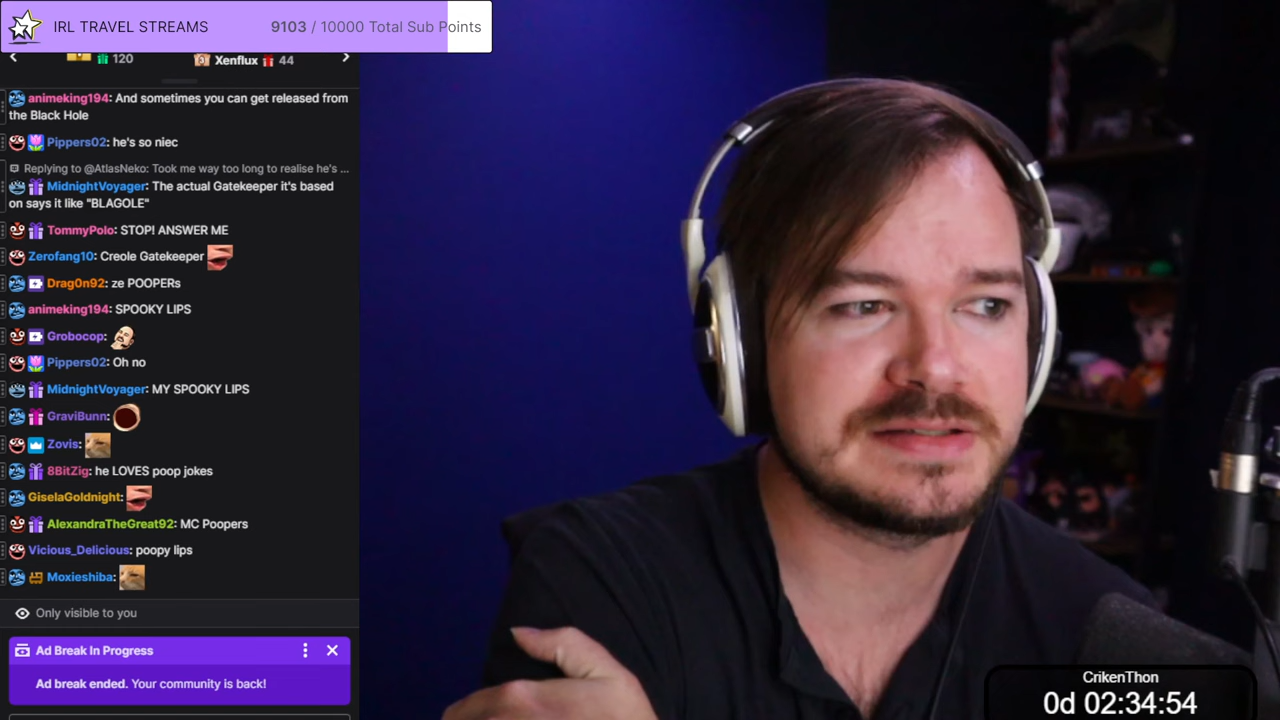 IRL TRAVEL STREAMS 9103 / 10000 Total Sub Points
120 Xenflux 44
animeking194: And sometimes you can get released from
the Black Hole
Pippers02: he's so niec
Replying to @AtlasNeko: Took me way too long to realise he's ...
MidnightVoyager: The actual Gatekeeper it's based
on says it like "BLAGOLE"
TommyPolo: STOP! ANSWER ME
Zerofang10: Creole Gatekeeper
Drag0n92: ze POOPERs
animeking194: SPOOKY LIPS
Grobocop:
Pippers02: Oh no
MidnightVoyager: MY SPOOKY LIPS
GraviBunn:
Zovis:
8BitZig: he LOVES poop jokes
GiselaGoldnight:
AlexandraTheGreat92: MC Poopers
Vicious_Delicious: poopy lips
Moxieshiba:
Only visible to you
Ad Break In Progress
Ad break ended. Your community is back!
CrikenThon
0d 02:34:54